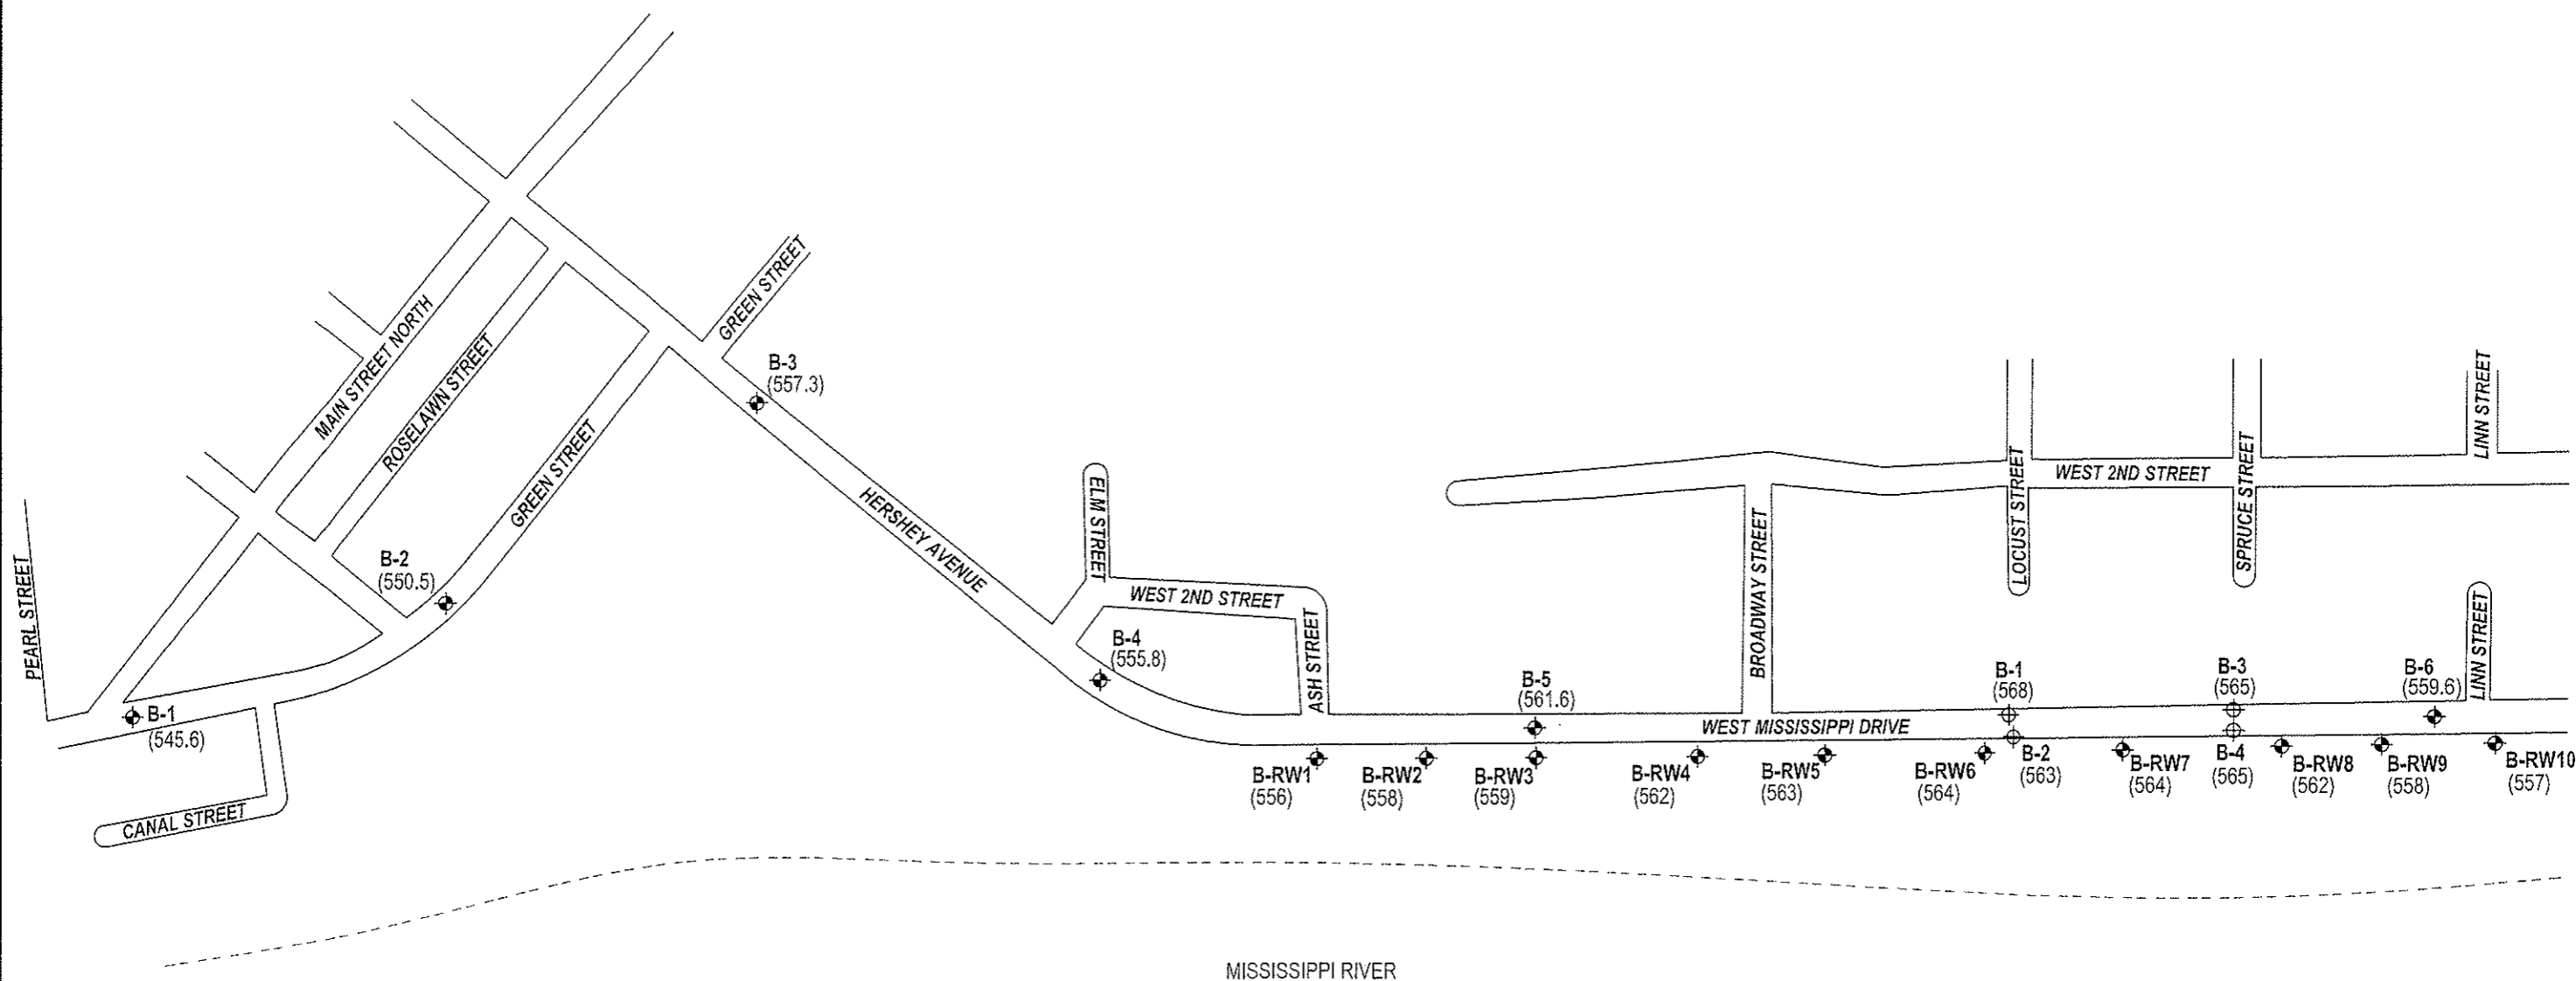 GREEN STREET
MAIN STREET NORTH
ROSELAWN STREET
GREEN STREET
B-3
(557.3)
LINN STREET
HERSHEY AVENUE
ELM STREET
WEST 2ND STREET
LOCUST STREET
SPRUCE STREET
BROADWAY STREET
PEARL STREET
B-2
(550.5)
WEST 2ND STREET
ASH STREET
B-4
(555.8)
LINN STREET
B-1
(545.6)
B-5
(561.6)
B-1
(568)
B-3
(565)
B-6
(559.6)
WEST MISSISSIPPI DRIVE
B-RW1
(556)
B-RW2
(558)
B-RW3
(559)
B-RW4
(562)
B-RW5
(563)
B-RW6
(564)
B-2
(563)
B-RW7
(564)
B-4
(565)
B-RW8
(562)
B-RW9
(558)
B-RW10
(557)
CANAL STREET
MISSISSIPPI RIVER